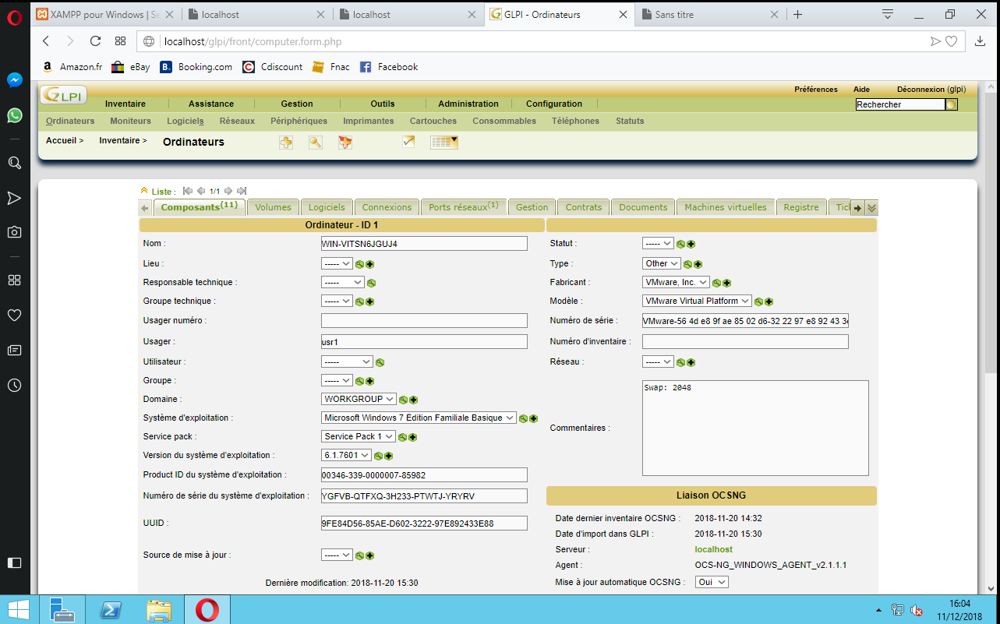 XAMPP pour Windows | Se
localhost
localhost
GLPI - Ordinateurs
Sans titre
localhost/glpi/front/computer.form.php
Amazon.fr
eBay
Booking.com
Cdiscount
Fnac
Facebook
GLPI
Préférences
Aide
Déconnexion (glpi)
Inventaire
Assistance
Gestion
Outils
Administration
Configuration
Rechercher
Ordinateurs
Moniteurs
Logiciels
Réseaux
Périphériques
Imprimantes
Cartouches
Consommables
Téléphones
Statuts
Accueil >
Inventaire >
Ordinateurs
Liste :
1/1
Composants(11)
Volumes
Logiciels
Connexions
Ports réseaux(1)
Gestion
Contrats
Documents
Machines virtuelles
Registre
Ticl
Ordinateur - ID 1
Nom : WIN-VITSN6JGUJ4
Statut : -----
Lieu : -----
Type : Other
Responsable technique : -----
Fabricant : VMware, Inc.
Groupe technique : -----
Modèle : VMware Virtual Platform
Usager numéro :
Numéro de série : VMware-56 4d e8 9f ae 85 02 d6-32 22 97 e8 92 43 3
Usager : usr1
Numéro d'inventaire :
Utilisateur : -----
Réseau : -----
Groupe : -----
Domaine : WORKGROUP
Système d'exploitation : Microsoft Windows 7 Édition Familiale Basique
Service pack : Service Pack 1
Version du système d'exploitation : 6.1.7601
Product ID du système d'exploitation : 00346-339-0000007-85982
Numéro de série du système d'exploitation : YGFVB-QTFXQ-3H233-PTWTJ-YRYRV
UUID : 9FE84D56-85AE-D602-3222-97E892433E88
Source de mise à jour : -----
Dernière modification: 2018-11-20 15:30
Commentaires :
Swap: 2048
Liaison OCSNG
Date dernier inventaire OCSNG : 2018-11-20 14:32
Date d'import dans GLPI : 2018-11-20 15:30
Serveur : localhost
Agent : OCS-NG_WINDOWS_AGENT_v2.1.1.1
Mise à jour automatique OCSNG : Oui
16:04
11/12/2018